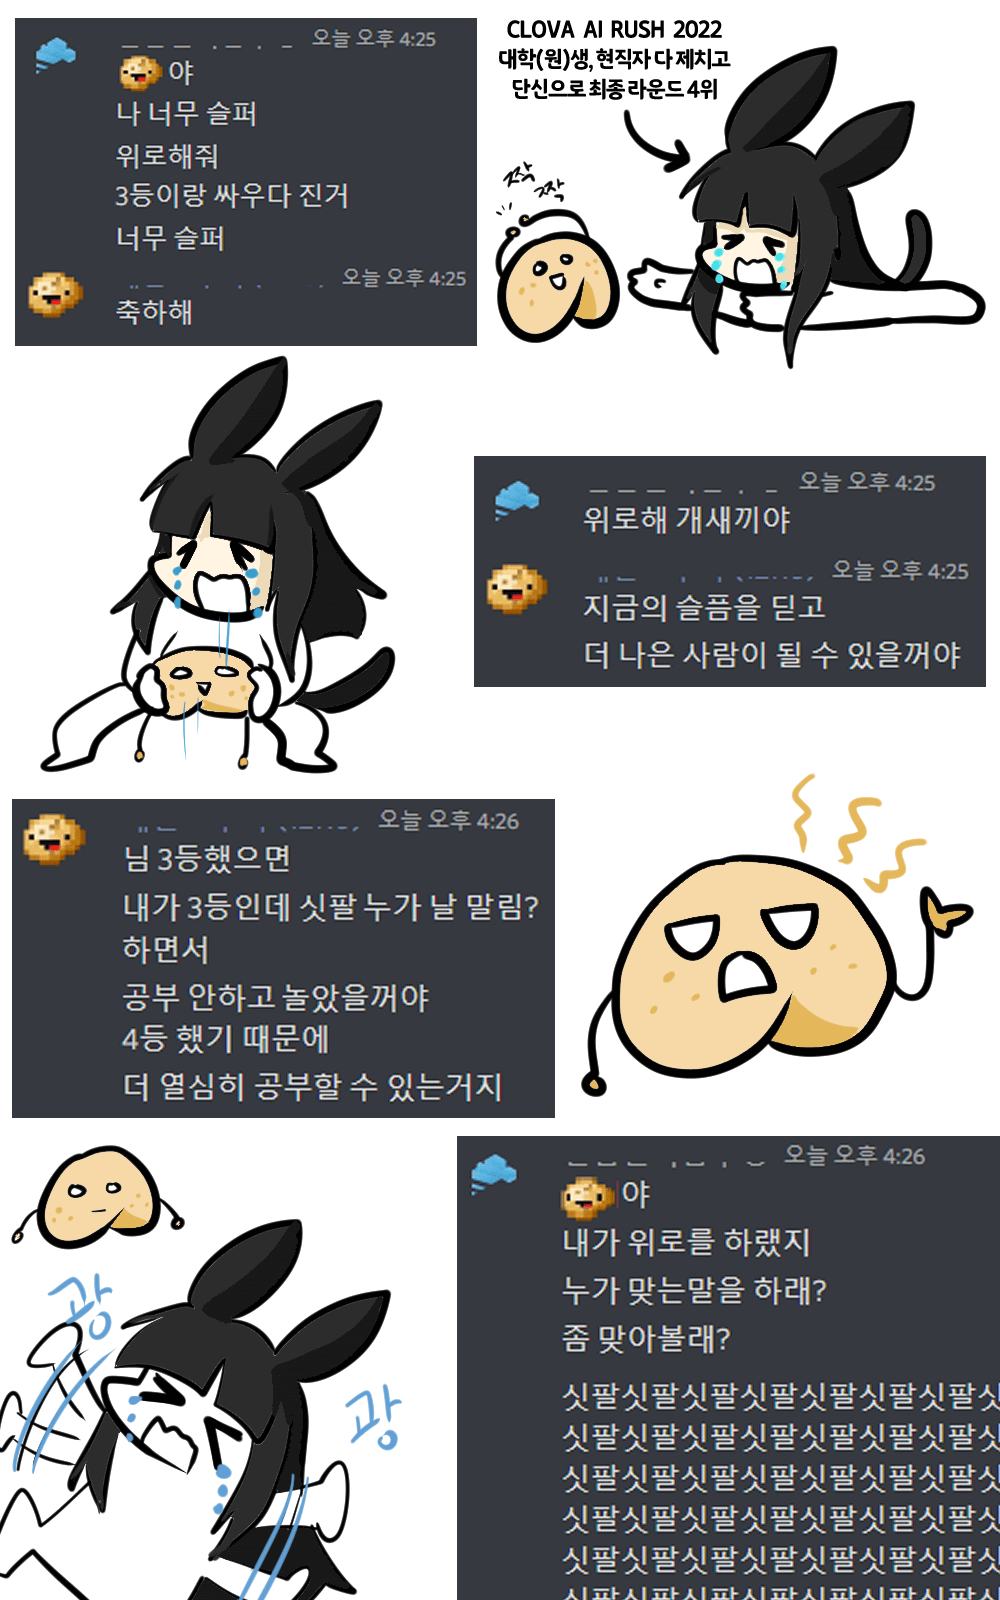 오늘 오후 4:25
야
나 너무 슬퍼
위로해줘
3등이랑 싸우다 진거
너무 슬퍼
오늘 오후 4:25
축하해
CLOVA AI RUSH 2022
대학(원)생, 현직자 다 제치고
단신으로 최종 라운드 4위
짝
짝
오늘 오후 4:25
위로해 개새끼야
오늘 오후 4:25
지금의 슬픔을 딛고
더 나은 사람이 될 수 있을꺼야
오늘 오후 4:26
님 3등했으면
내가 3등인데 싯팔 누가 날 말림?
하면서
공부 안하고 놀았을꺼야
4등 했기 때문에
더 열심히 공부할 수 있는거지
광
광
오늘 오후 4:26
야
내가 위로를 하랬지
누가 맞는말을 하래?
좀 맞아볼래?
싯팔싯팔싯팔싯팔싯팔싯팔싯팔
싯팔싯팔싯팔싯팔싯팔싯팔싯팔
싯팔싯팔싯팔싯팔싯팔싯팔싯팔
싯팔싯팔싯팔싯팔싯팔싯팔싯팔
싯팔싯팔싯팔싯팔싯팔싯팔싯팔